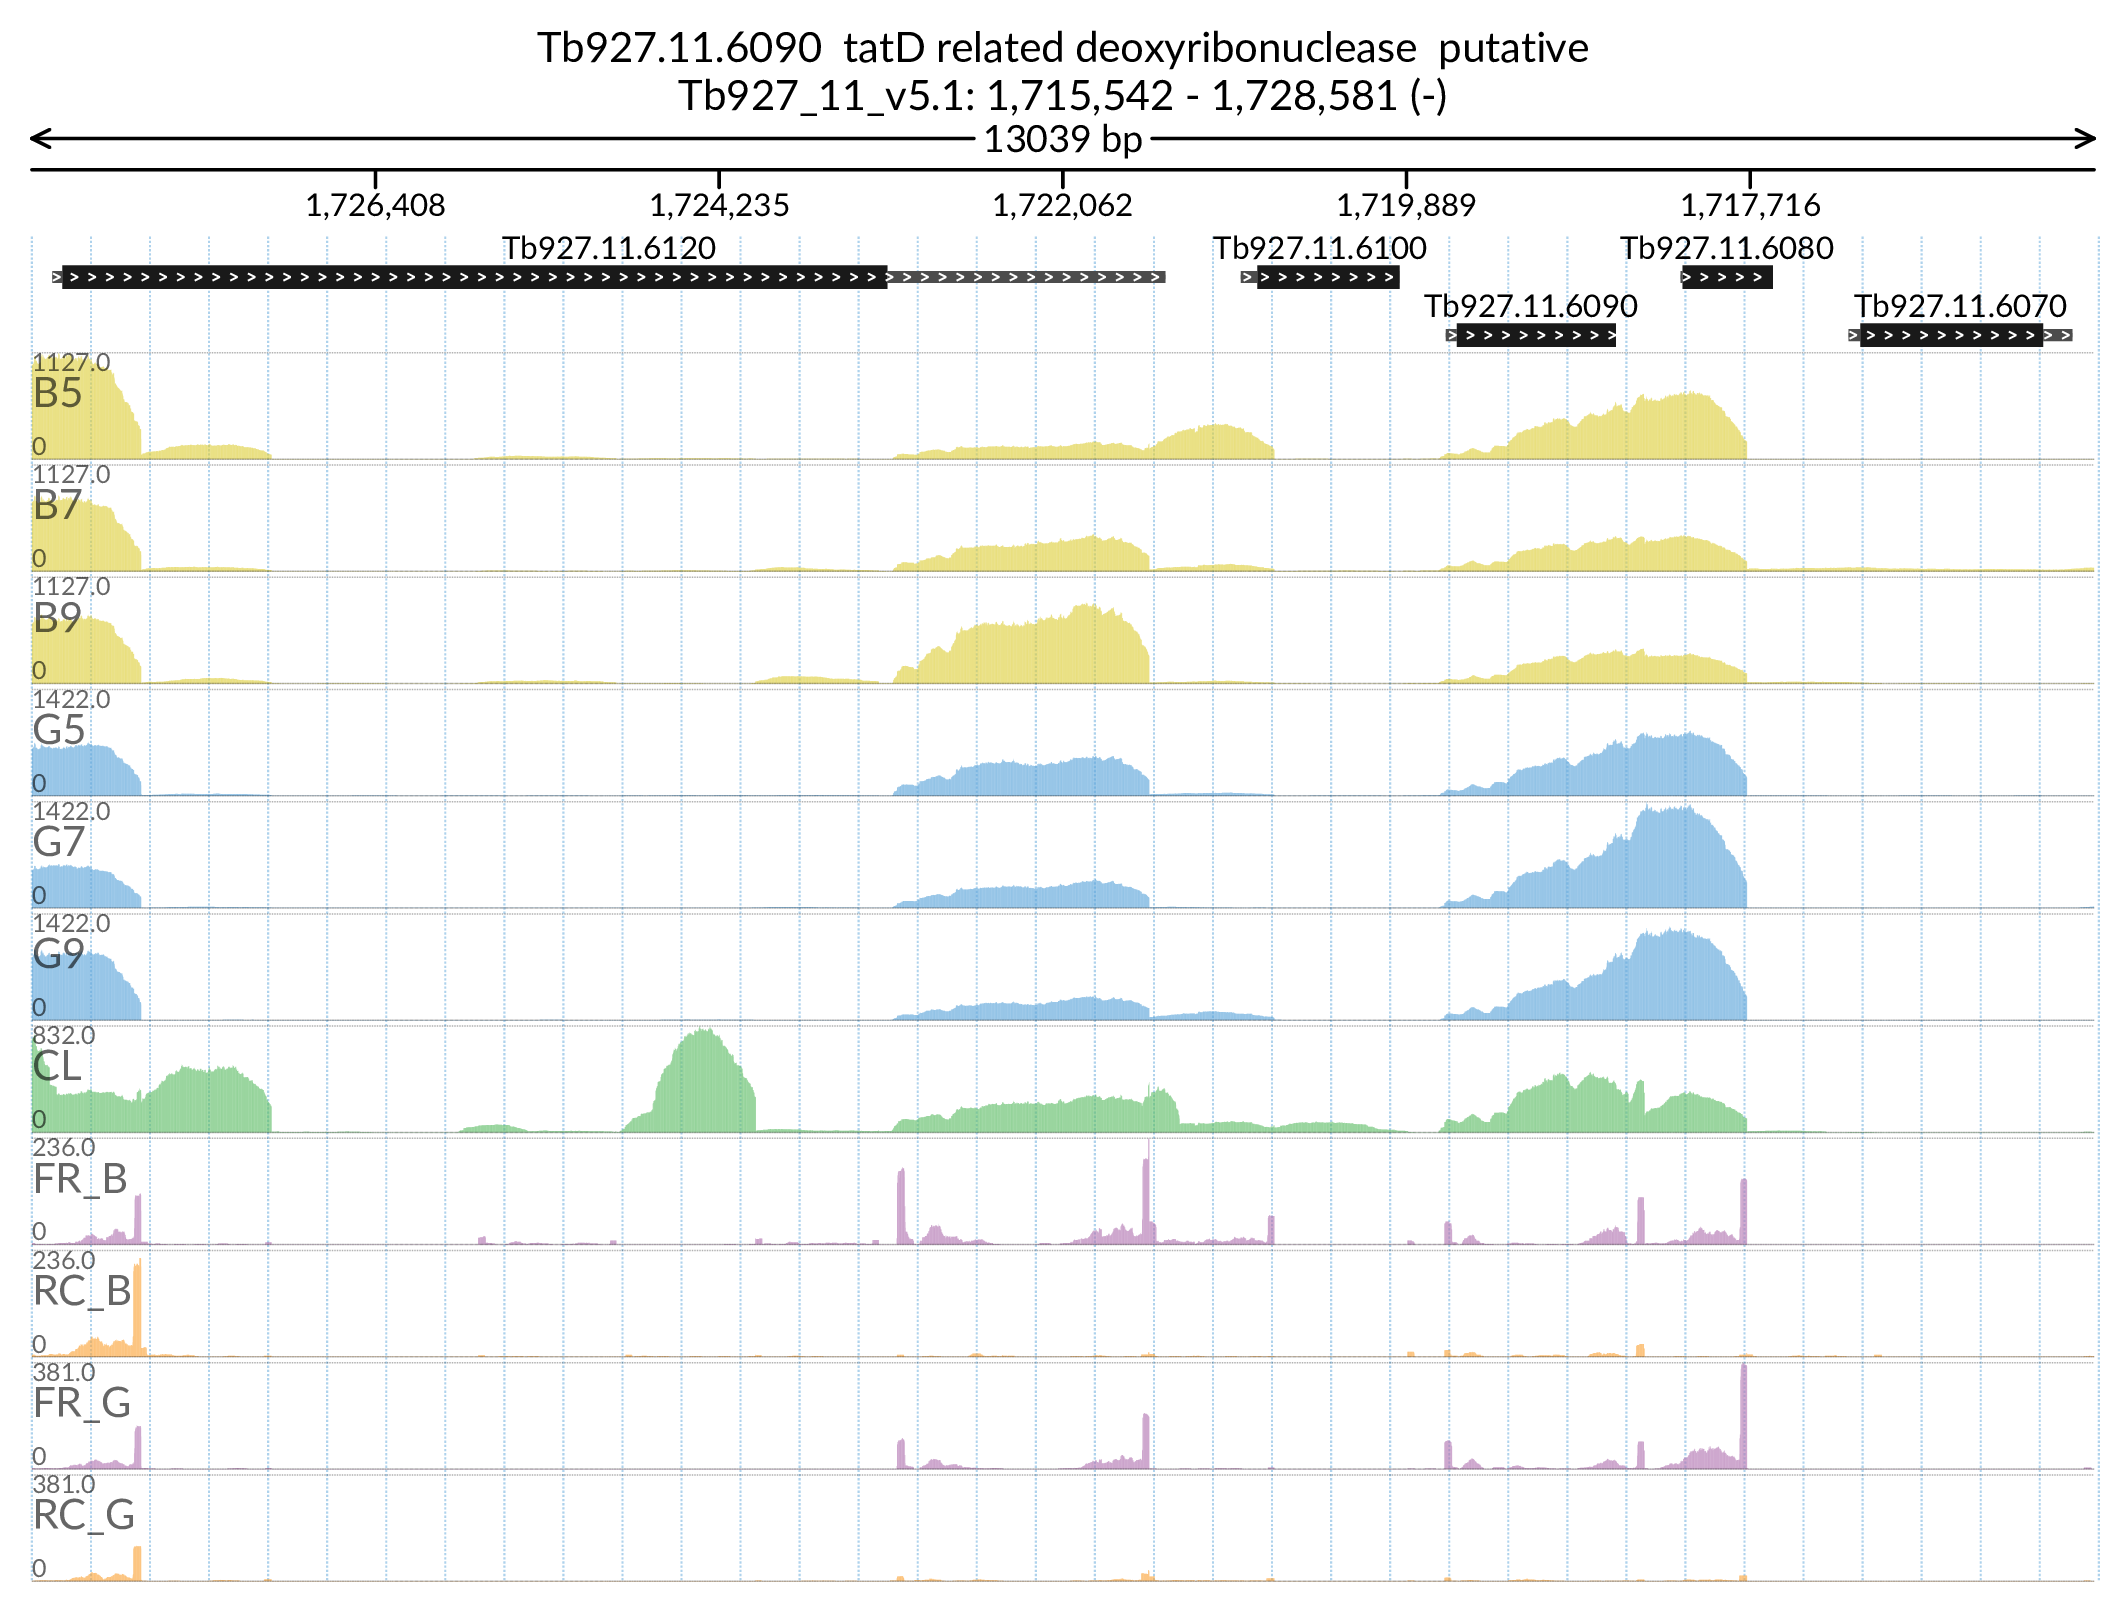 Tb927.11.6090  tatD related deoxyribonuclease  putative
Tb927_11_v5.1: 1,715,542 - 1,728,581 (-)
13039 bp
1,726,408 1,724,235 1,722,062 1,719,889 1,717,716
Tb927.11.6120 Tb927.11.6100 Tb927.11.6080
Tb927.11.6090 Tb927.11.6070
1127.0
B5
0
1127.0
B7
0
1127.0
B9
0
1422.0
G5
0
1422.0
G7
0
1422.0
G9
0
832.0
CL
0
236.0
FR_B
0
236.0
RC_B
0
381.0
FR_G
0
381.0
RC_G
0